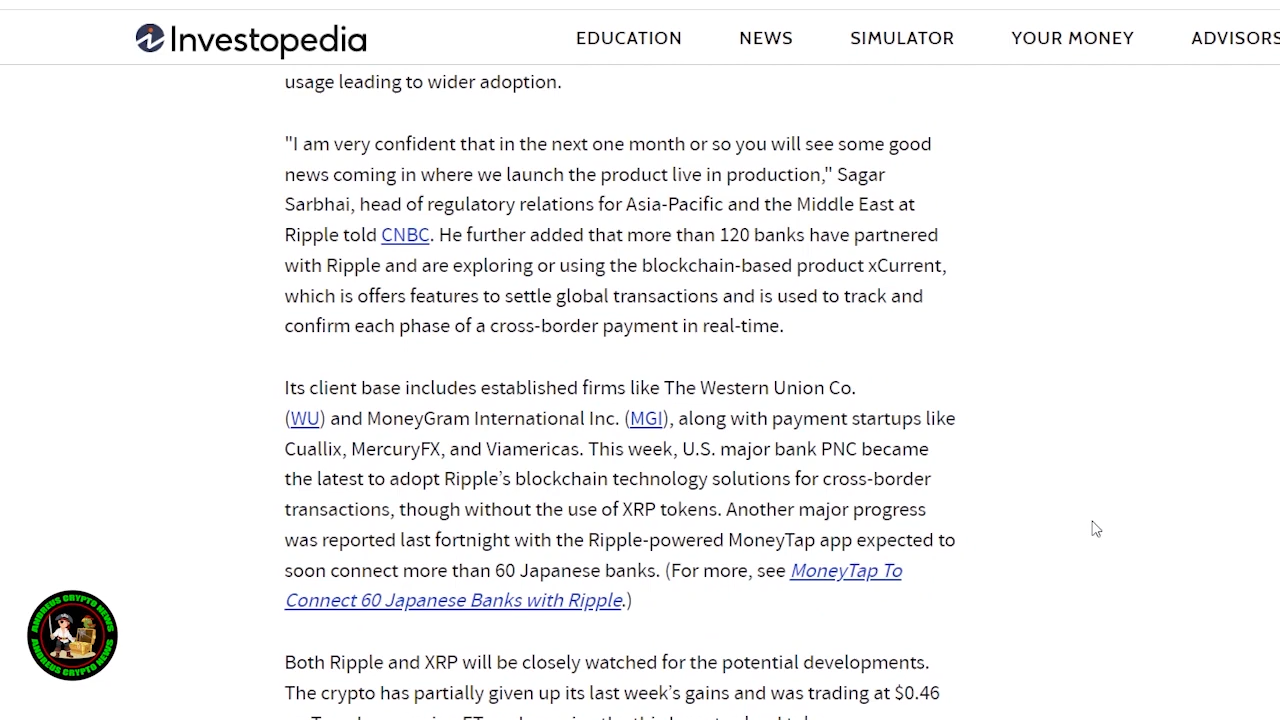 Investopedia
EDUCATION NEWS SIMULATOR YOUR MONEY ADVISORS
usage leading to wider adoption.
"I am very confident that in the next one month or so you will see some good
news coming in where we launch the product live in production," Sagar
Sarbhai, head of regulatory relations for Asia-Pacific and the Middle East at
Ripple told CNBC. He further added that more than 120 banks have partnered
with Ripple and are exploring or using the blockchain-based product xCurrent,
which is offers features to settle global transactions and is used to track and
confirm each phase of a cross-border payment in real-time.
Its client base includes established firms like The Western Union Co.
(WU) and MoneyGram International Inc. (MGI), along with payment startups like
Cuallix, MercuryFX, and Viamericas. This week, U.S. major bank PNC became
the latest to adopt Ripple’s blockchain technology solutions for cross-border
transactions, though without the use of XRP tokens. Another major progress
was reported last fortnight with the Ripple-powered MoneyTap app expected to
soon connect more than 60 Japanese banks. (For more, see MoneyTap To
Connect 60 Japanese Banks with Ripple.)
ANDREUS CRYPTO NEWS
ANDREUS CRYPTO NEWS
Both Ripple and XRP will be closely watched for the potential developments.
The crypto has partially given up its last week’s gains and was trading at $0.46